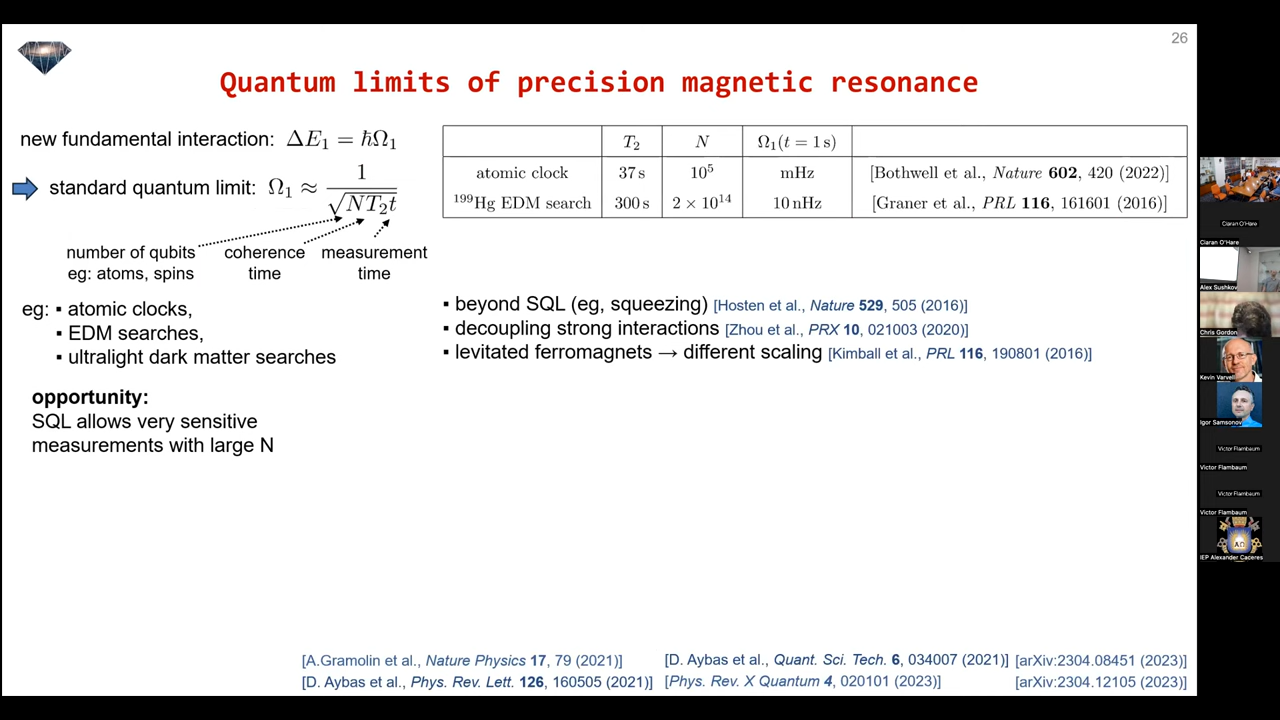 26
Quantum limits of precision magnetic resonance
new fundamental interaction: ΔE₁ = ħΩ₁
standard quantum limit: Ω₁ ≈ 1/√(NT₂t)
number of qubits coherence measurement
eg: atoms, spins time time
T₂ N Ω₁(t = 1 s)
atomic clock 37 s 10⁵ mHz [Bothwell et al., Nature 602, 420 (2022)]
¹⁹⁹Hg EDM search 300 s 2 × 10¹⁴ 10 nHz [Graner et al., PRL 116, 161601 (2016)]
eg: ▪ atomic clocks,
▪ EDM searches,
▪ ultralight dark matter searches
opportunity:
SQL allows very sensitive
measurements with large N
▪ beyond SQL (eg, squeezing) [Hosten et al., Nature 529, 505 (2016)]
▪ decoupling strong interactions [Zhou et al., PRX 10, 021003 (2020)]
▪ levitated ferromagnets → different scaling [Kimball et al., PRL 116, 190801 (2016)]
[A.Gramolin et al., Nature Physics 17, 79 (2021)] [D. Aybas et al., Quant. Sci. Tech. 6, 034007 (2021)] [arXiv:2304.08451 (2023)]
[D. Aybas et al., Phys. Rev. Lett. 126, 160505 (2021)] [Phys. Rev. X Quantum 4, 020101 (2023)] [arXiv:2304.12105 (2023)]
Ciaran O'Hare
Ciaran O'Hare
Alex Sushkov
Chris Gordon
Kevin Varvell
Igor Samsonov
Victor Flambaum
Victor Flambaum
Victor Flambaum
Victor Flambaum
ΑΩ
IEP Alexander Caceres